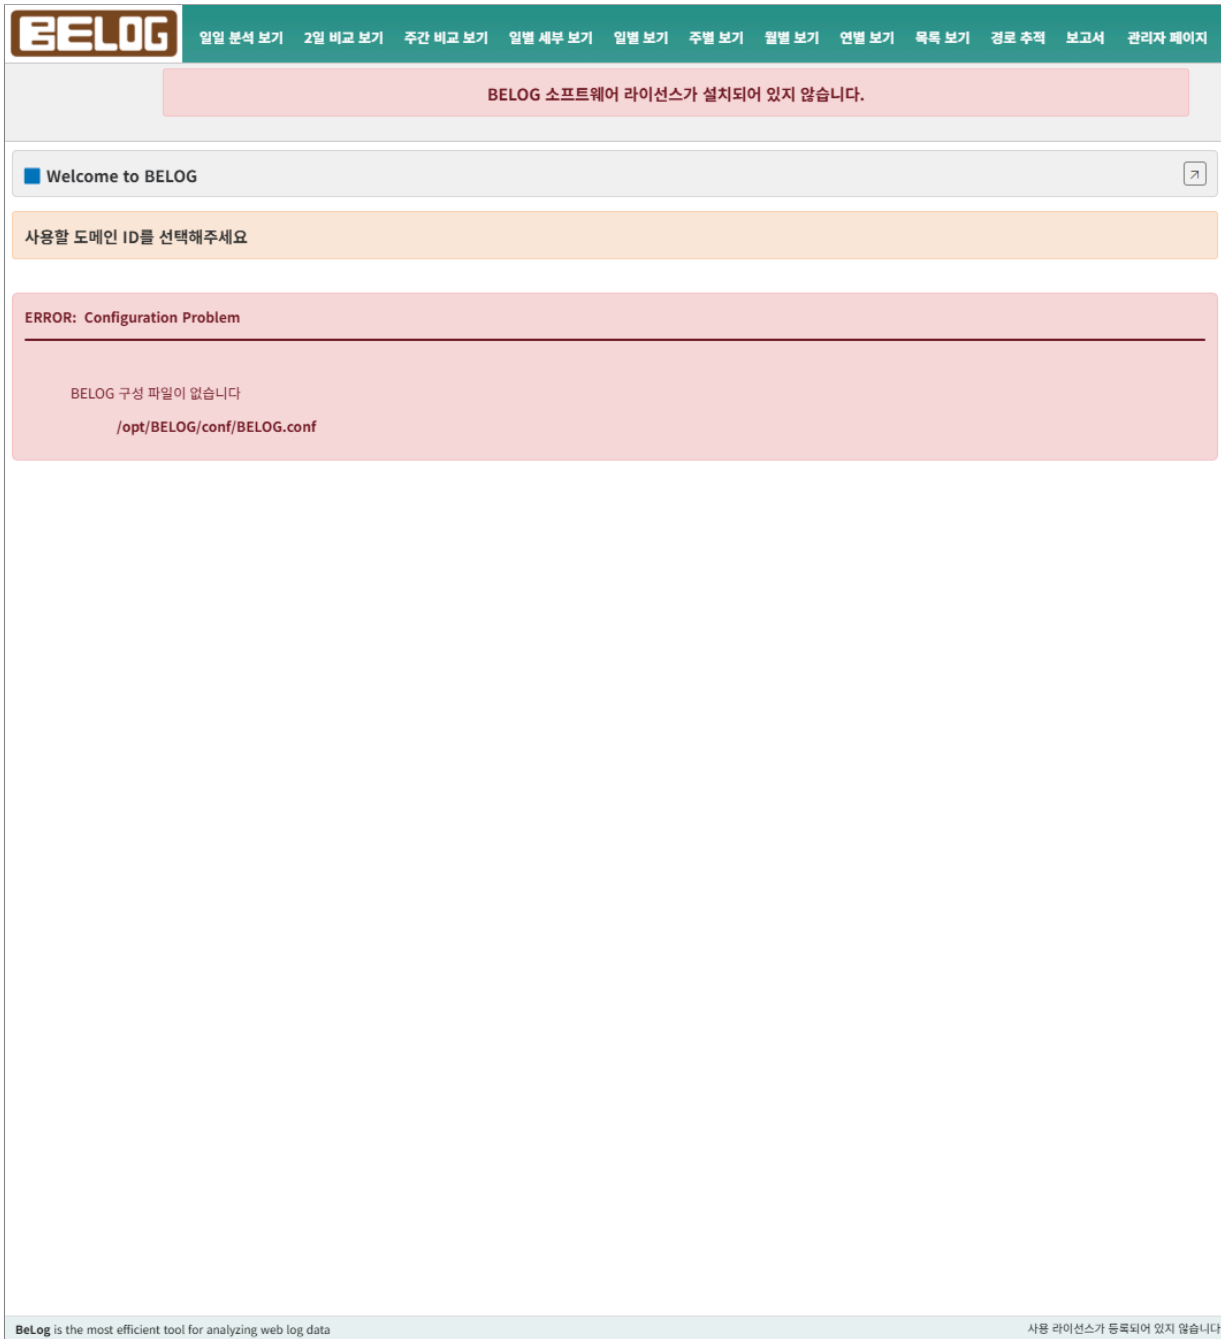 BELOG
일일 분석 보기 2일 비교 보기 주간 비교 보기 일별 세부 보기 일별 보기 주별 보기 월별 보기 연별 보기 목록 보기 경로 추적 보고서 관리자 페이지
BELOG 소프트웨어 라이선스가 설치되어 있지 않습니다.
Welcome to BELOG
사용할 도메인 ID를 선택해주세요
ERROR: Configuration Problem
BELOG 구성 파일이 없습니다
/opt/BELOG/conf/BELOG.conf
BeLog is the most efficient tool for analyzing web log data
사용 라이선스가 등록되어 있지 않습니다